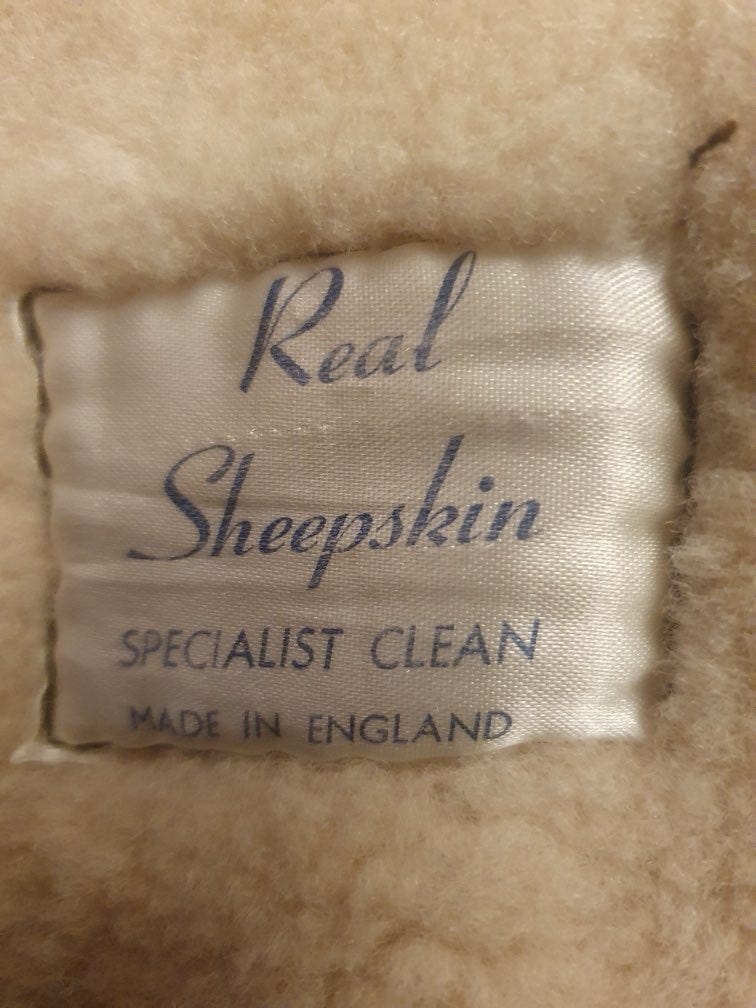 Real
Sheepskin
SPECIALIST CLEAN
MADE IN ENGLAND